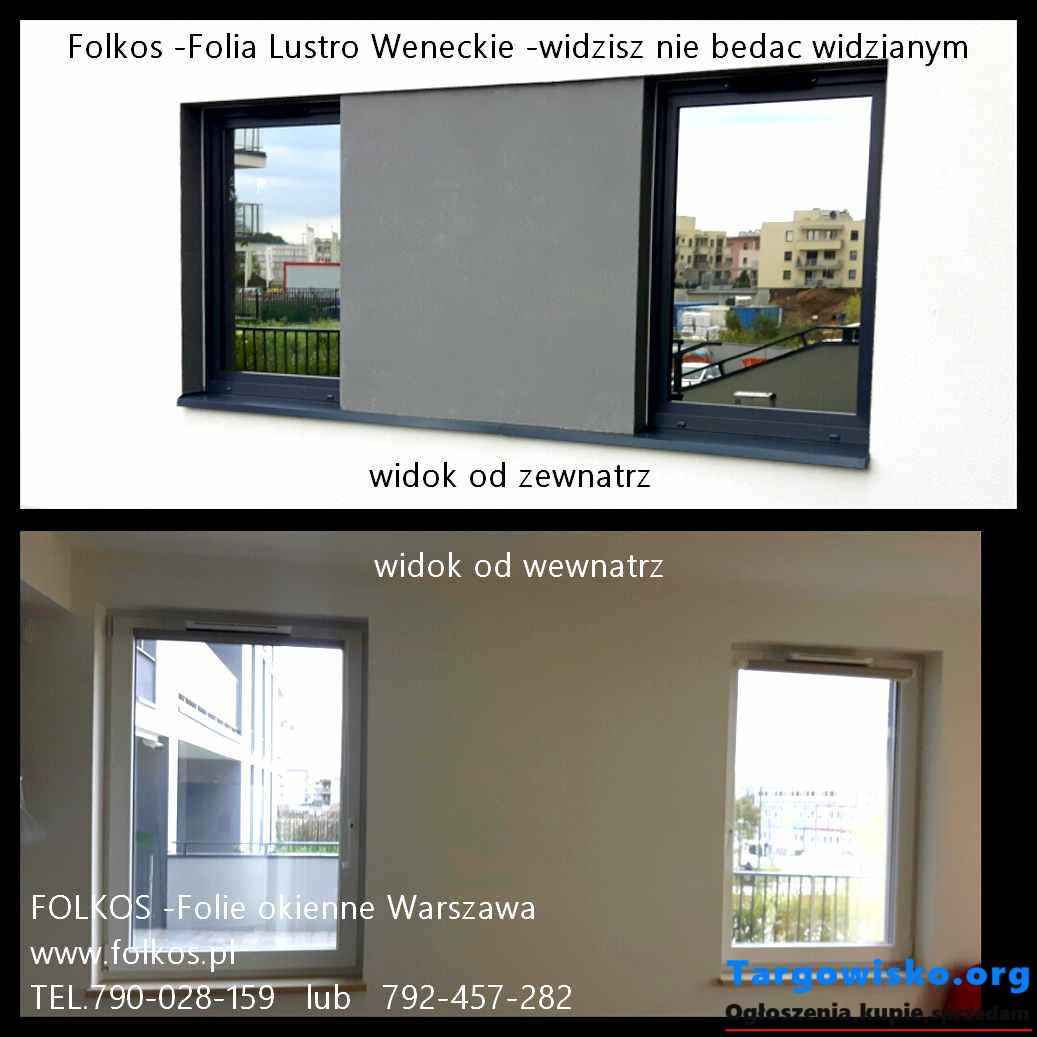 Folkos -Folia Lustro Weneckie -widzisz nie bedac widzianym
widok od zewnatrz
widok od wewnatrz
FOLKOS -Folie okienne Warszawa
www.folkos.pl
TEL.790-028-159 lub 792-457-282
Targowisko.org
Ogłoszenia,kupię,sprzedam